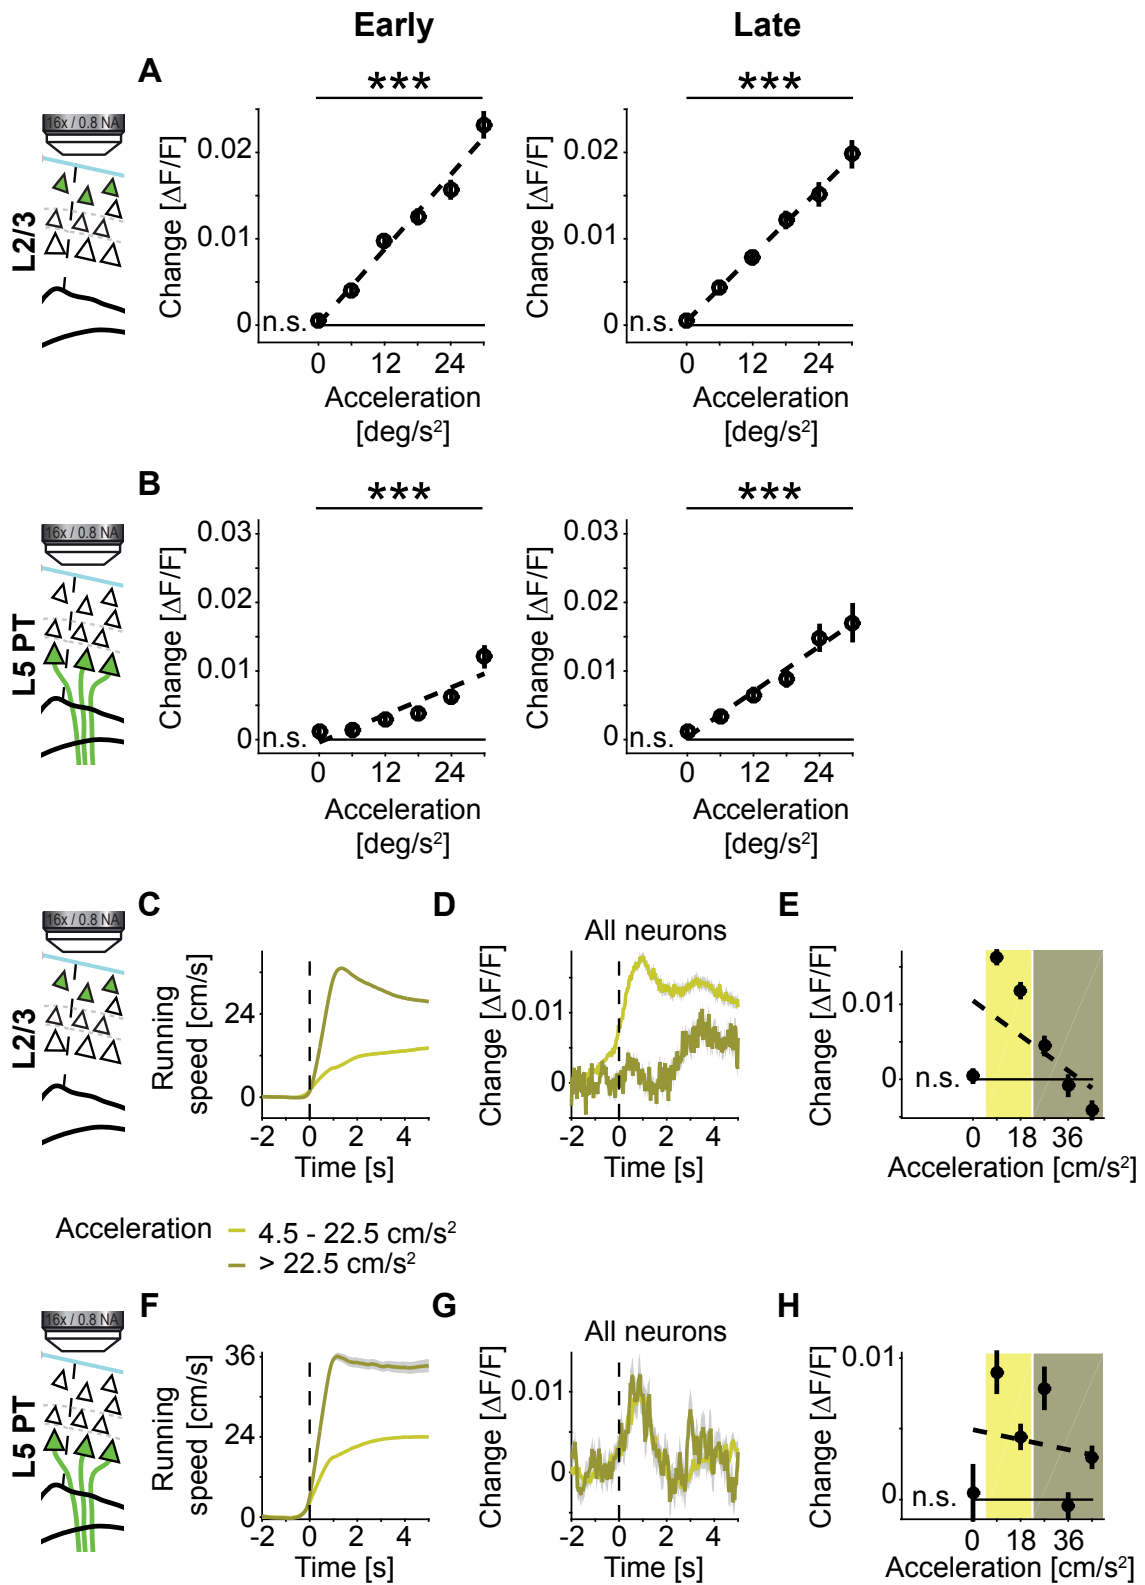 Early
Late
A
***
***
16x / 0.8 NA
L2/3
Change [ΔF/F]
0.02
0.01
0
n.s.
0
12
24
Acceleration
[deg/s²]
Change [ΔF/F]
0.02
0.01
0
n.s.
0
12
24
Acceleration
[deg/s²]
B
***
***
16x / 0.8 NA
L5 PT
Change [ΔF/F]
0.03
0.02
0.01
0
n.s.
0
12
24
Acceleration
[deg/s²]
Change [ΔF/F]
0.03
0.02
0.01
0
n.s.
0
12
24
Acceleration
[deg/s²]
C
D
E
16x / 0.8 NA
L2/3
Running
speed [cm/s]
24
0
-2
0
2
4
Time [s]
All neurons
Change [ΔF/F]
0.01
0
-2
0
2
4
Time [s]
Change [ΔF/F]
0.01
0
n.s.
0
18
36
Acceleration [cm/s²]
Acceleration
4.5 - 22.5 cm/s²
> 22.5 cm/s²
F
G
H
16x / 0.8 NA
L5 PT
Running
speed [cm/s]
36
24
0
-2
0
2
4
Time [s]
All neurons
Change [ΔF/F]
0.01
0
-2
0
2
4
Time [s]
Change [ΔF/F]
0.01
0
n.s.
0
18
36
Acceleration [cm/s²]